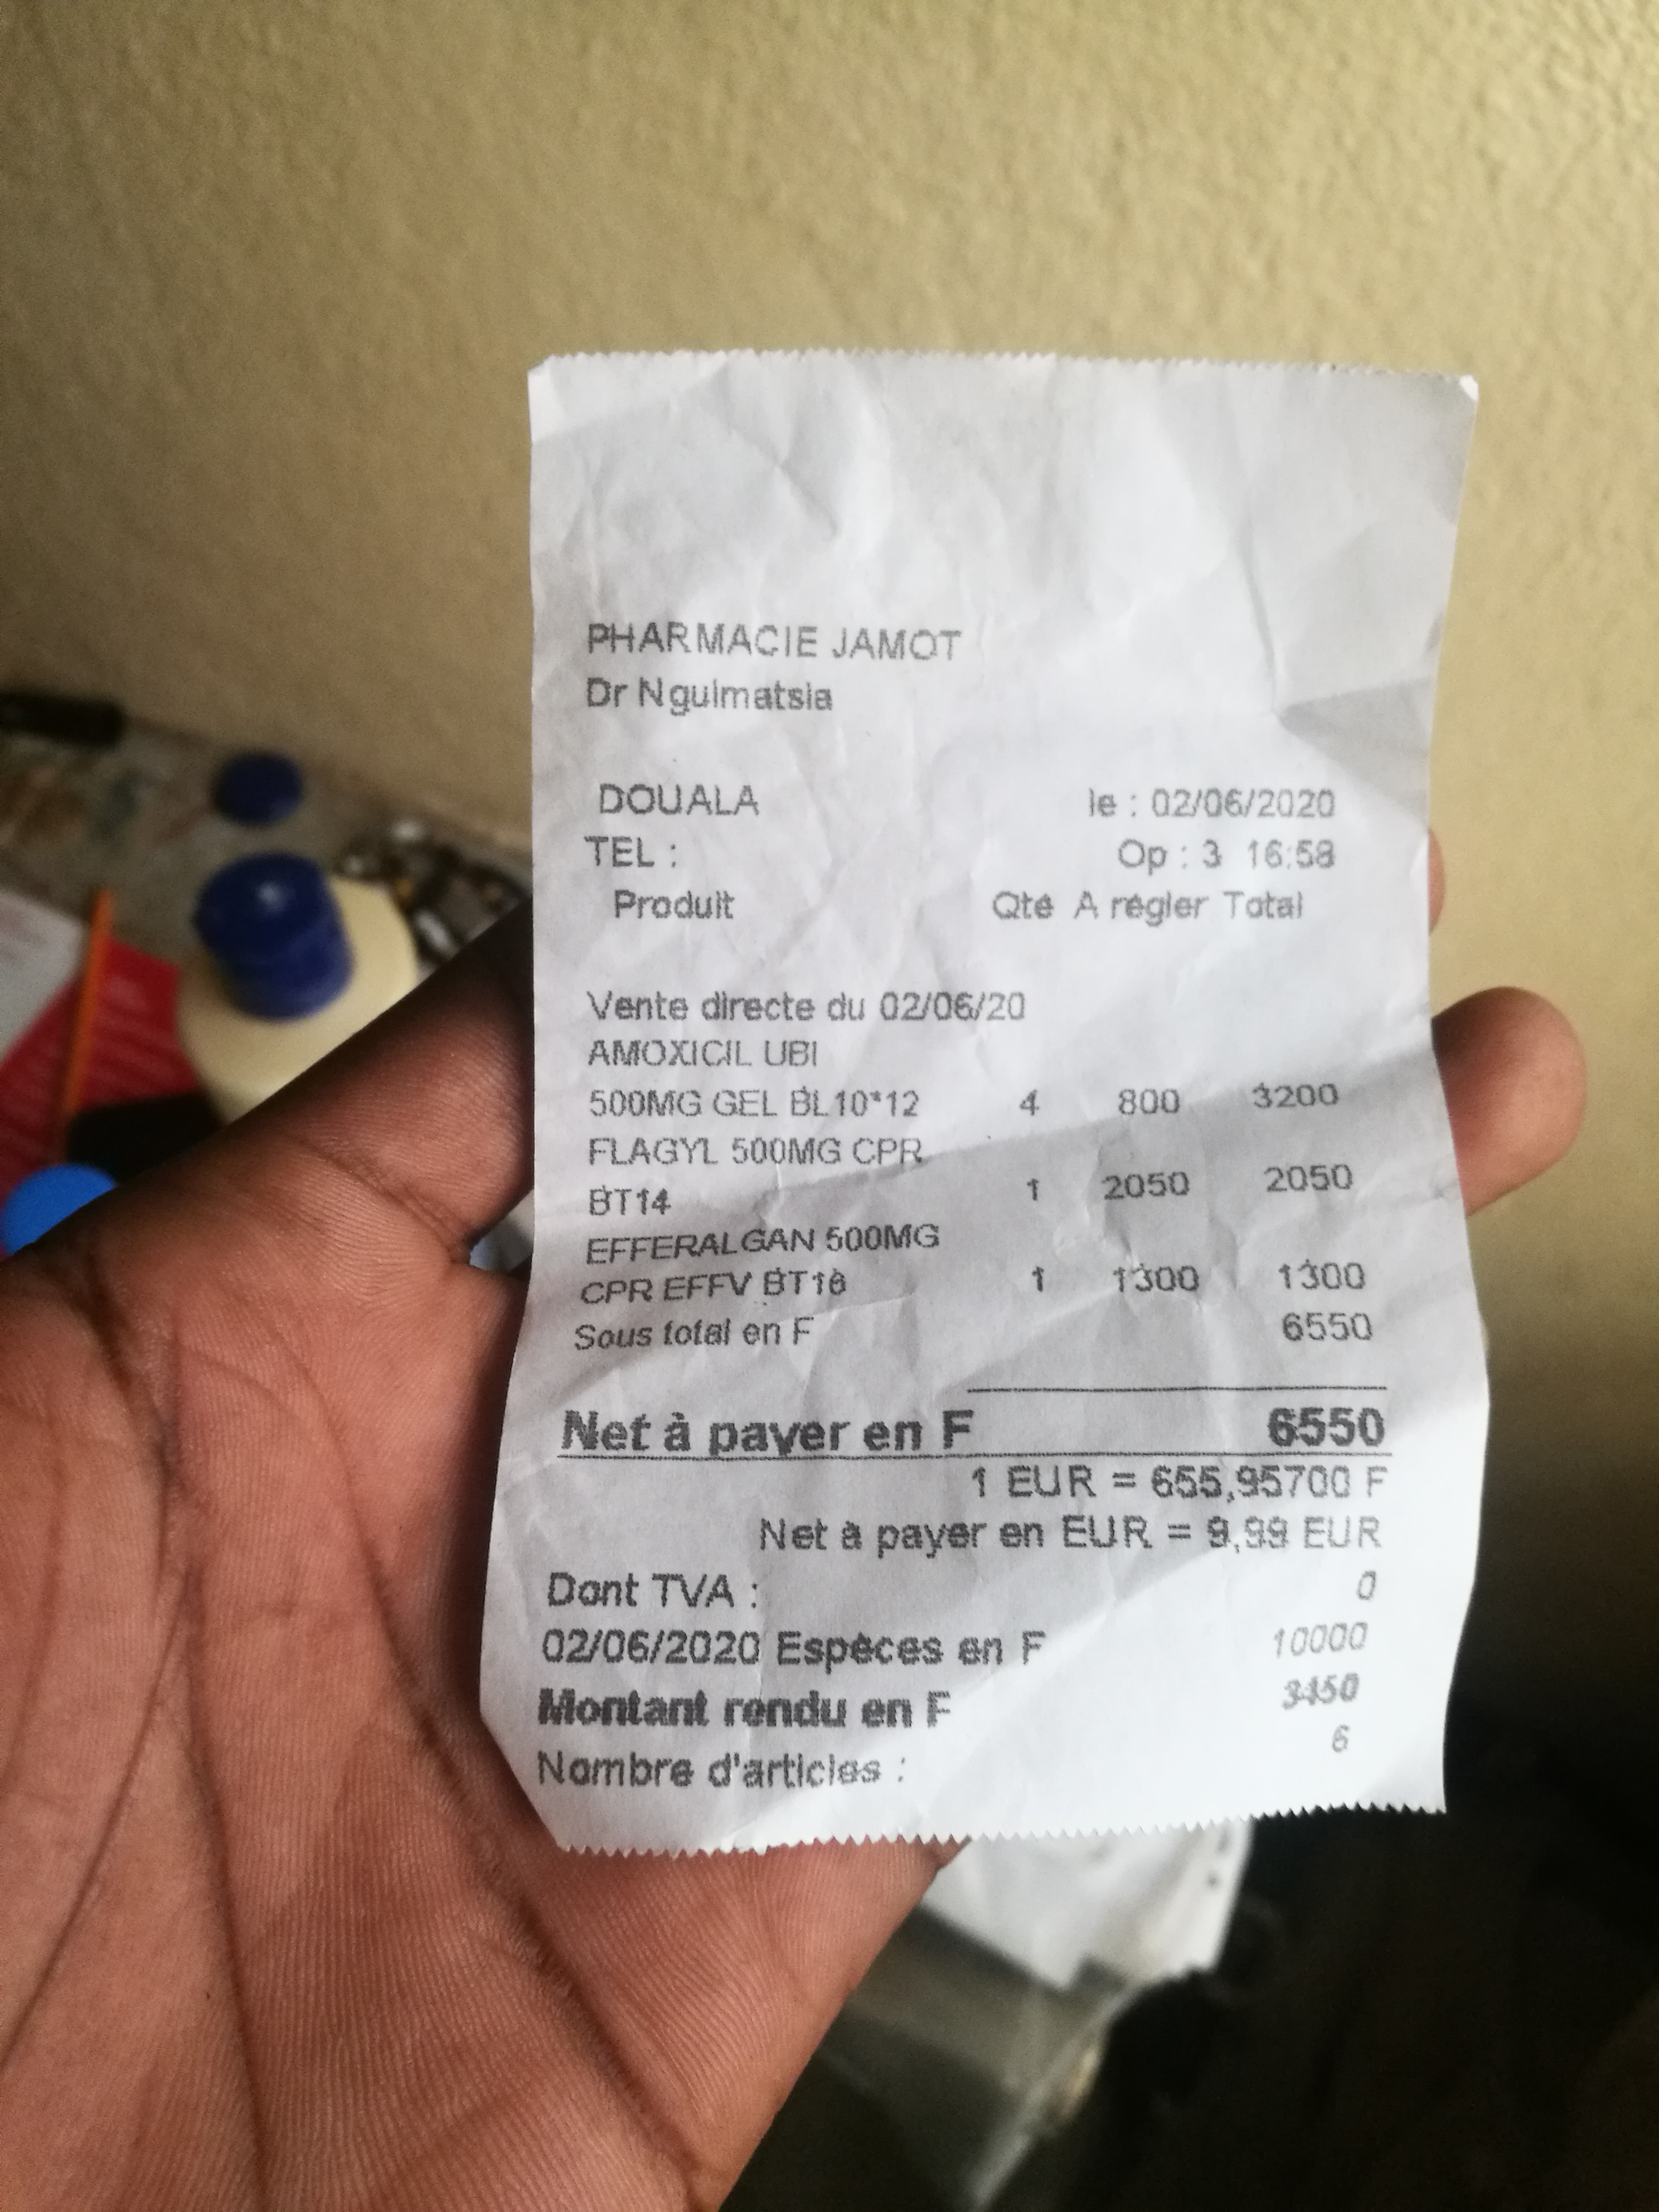 PHARMACIE JAMOT
Dr Nguimatsia
DOUALA le : 02/06/2020
TEL : Op : 3 16:58
Produit Qté A régler Total
Vente directe du 02/06/20
AMOXICIL UBI
500MG GEL BL10*12 4 800 3200
FLAGYL 500MG CPR
BT14 1 2050 2050
EFFERALGAN 500MG
CPR EFFV BT16 1 1300 1300
Sous total en F 6550
Net à payer en F 6550
1 EUR = 655,95700 F
Net à payer en EUR = 9,99 EUR
Dont TVA : 0
02/06/2020 Espèces en F 10000
Montant rendu en F 3450
Nombre d'articles : 6